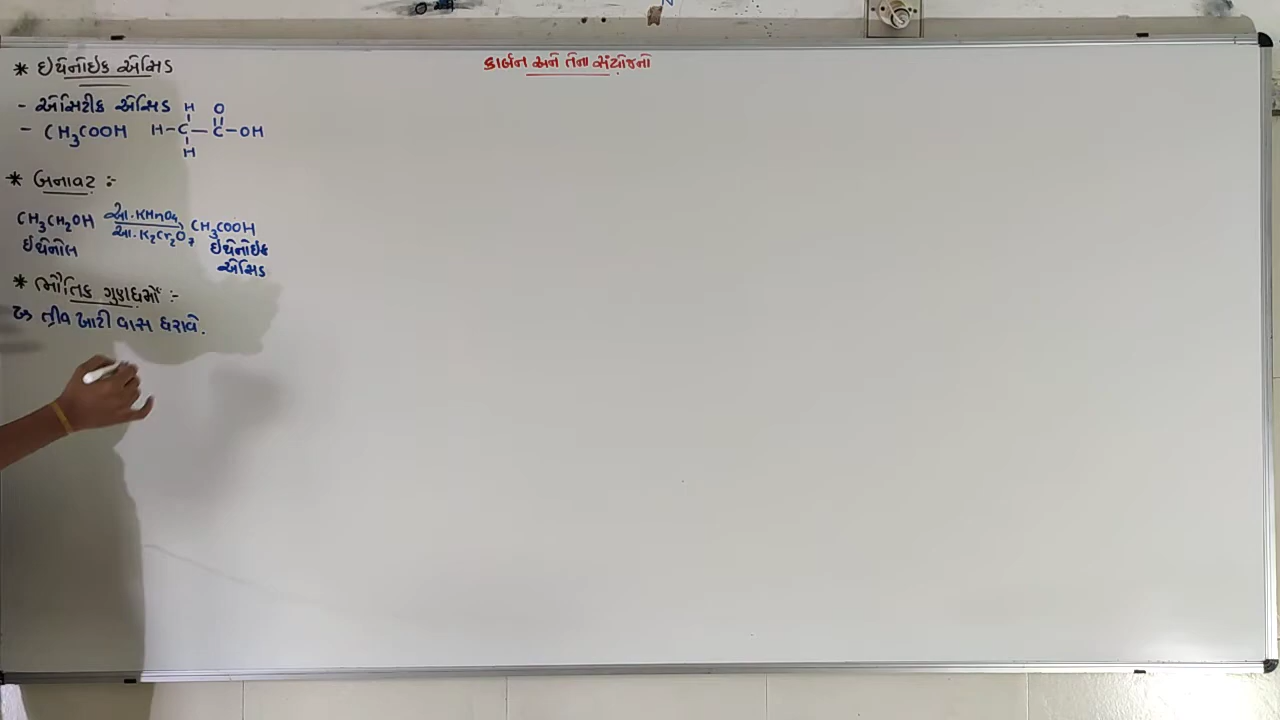 કાર્બન અને તેના સંયોજનો
* ઇથેનોઇક એસિડ
- એસિટીક એસિડ
- CH₃COOH
H O
H-C-C-OH
H
* બનાવટ :-
CH₃CH₂OH આ.KMnO₄ CH₃COOH
આ.K₂Cr₂O₇
ઇથેનોલ ઇથેનોઇક
એસિડ
* ભૌતિક ગુણધર્મો :-
તીવ્ર ખાટી વાસ ધરાવે.